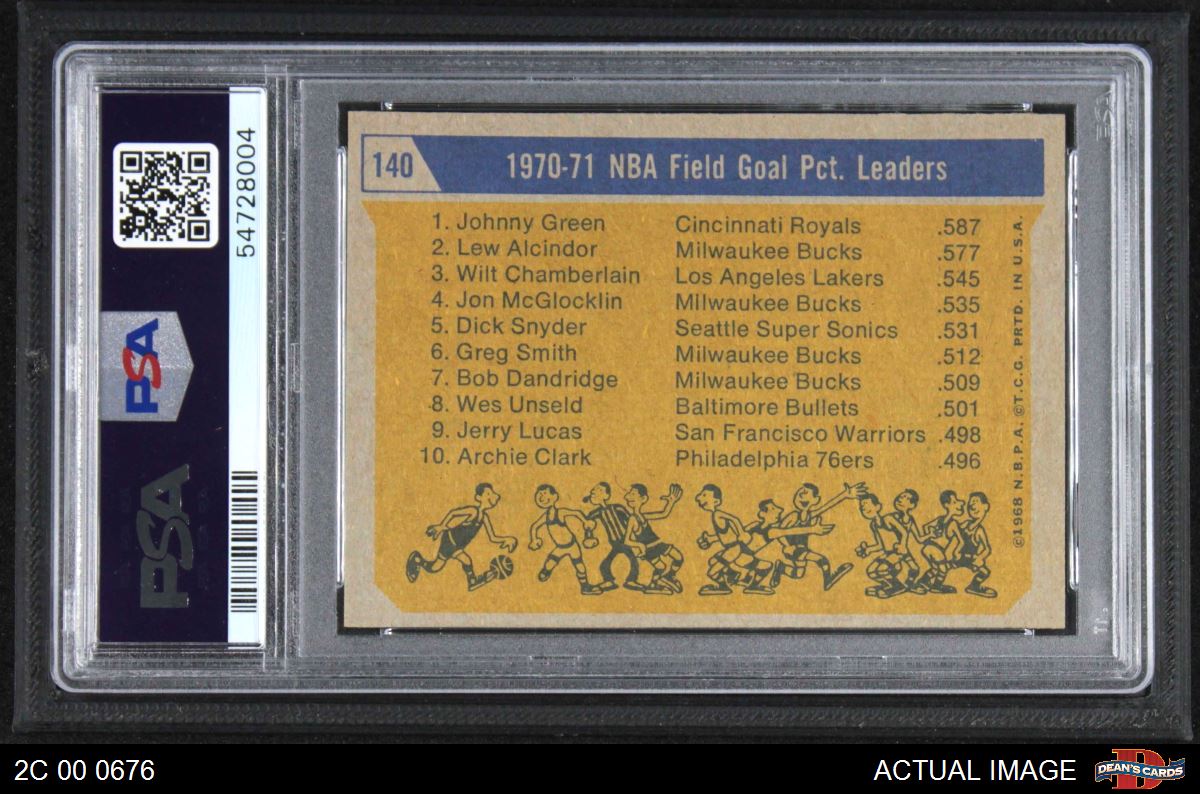 54728004
PSA
PSA
140
1970-71 NBA Field Goal Pct. Leaders
1. Johnny Green Cincinnati Royals .587
2. Lew Alcindor Milwaukee Bucks .577
3. Wilt Chamberlain Los Angeles Lakers .545
4. Jon McGlocklin Milwaukee Bucks .535
5. Dick Snyder Seattle Super Sonics .531
6. Greg Smith Milwaukee Bucks .512
7. Bob Dandridge Milwaukee Bucks .509
8. Wes Unseld Baltimore Bullets .501
9. Jerry Lucas San Francisco Warriors .498
10. Archie Clark Philadelphia 76ers .496
©1968 N.B.P.A. ©T.C.G. PRTD. IN U.S.A.
2C 00 0676
ACTUAL IMAGE
DEAN'S CARDS